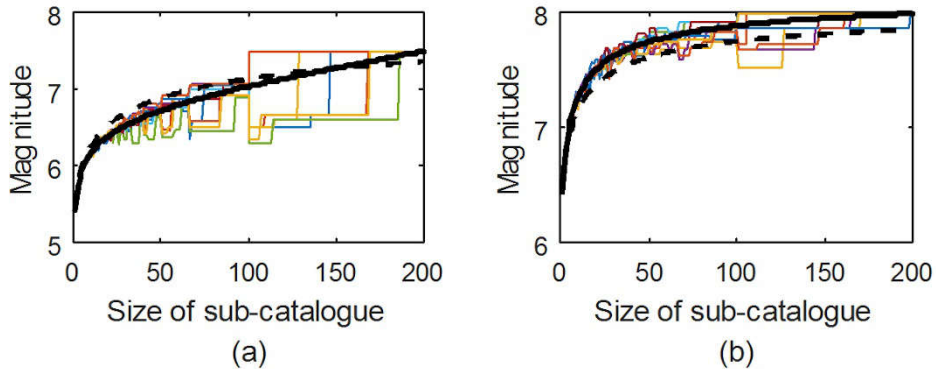 8
7
6
5
Magnitude
0 50 100 150 200
Size of sub-catalogue
(a)
8
7
6
Magnitude
0 50 100 150 200
Size of sub-catalogue
(b)